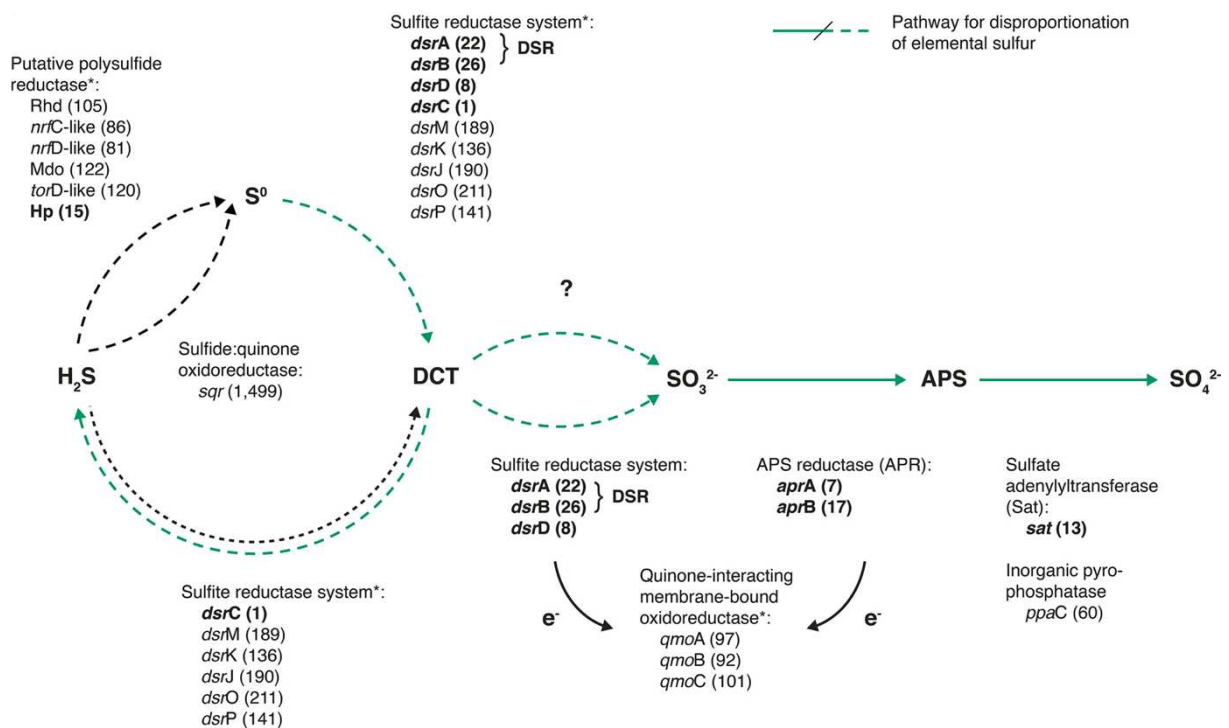 Sulfite reductase system*:
dsrA (22)
dsrB (26)
DSR
dsrD (8)
dsrC (1)
dsrM (189)
dsrK (136)
dsrJ (190)
dsrO (211)
dsrP (141)
Pathway for disproportionation
of elemental sulfur
Putative polysulfide
reductase*:
Rhd (105)
nrfC-like (86)
nrfD-like (81)
Mdo (122)
torD-like (120)
Hp (15)
S⁰
?
Sulfide:quinone
oxidoreductase:
sqr (1,499)
H₂S
DCT
SO₃²⁻
APS
SO₄²⁻
Sulfite reductase system:
dsrA (22)
dsrB (26)
DSR
dsrD (8)
APS reductase (APR):
aprA (7)
aprB (17)
Sulfate
adenylyltransferase
(Sat):
sat (13)
Inorganic pyro-
phosphatase
ppaC (60)
e⁻
Quinone-interacting
membrane-bound
oxidoreductase*:
qmoA (97)
qmoB (92)
qmoC (101)
e⁻
Sulfite reductase system*:
dsrC (1)
dsrM (189)
dsrK (136)
dsrJ (190)
dsrO (211)
dsrP (141)